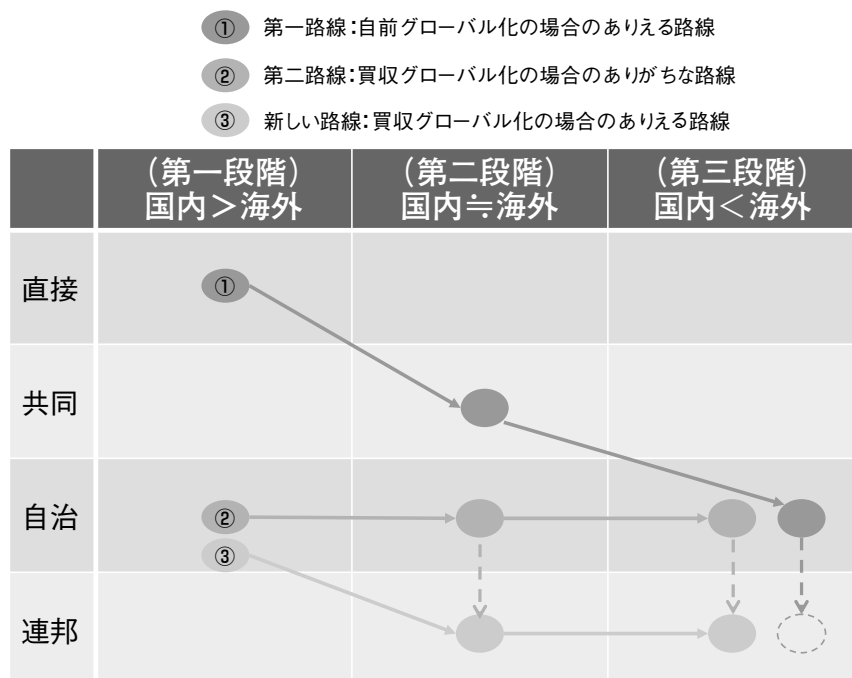 ① 第一路線：自前グローバル化の場合のありえる路線
② 第二路線：買収グローバル化の場合のありがちな路線
③ 新しい路線：買収グローバル化の場合のありえる路線
（第一段階） （第二段階） （第三段階）
国内＞海外 国内≒海外 国内＜海外
直接 ①
共同
自治 ②
③
連邦